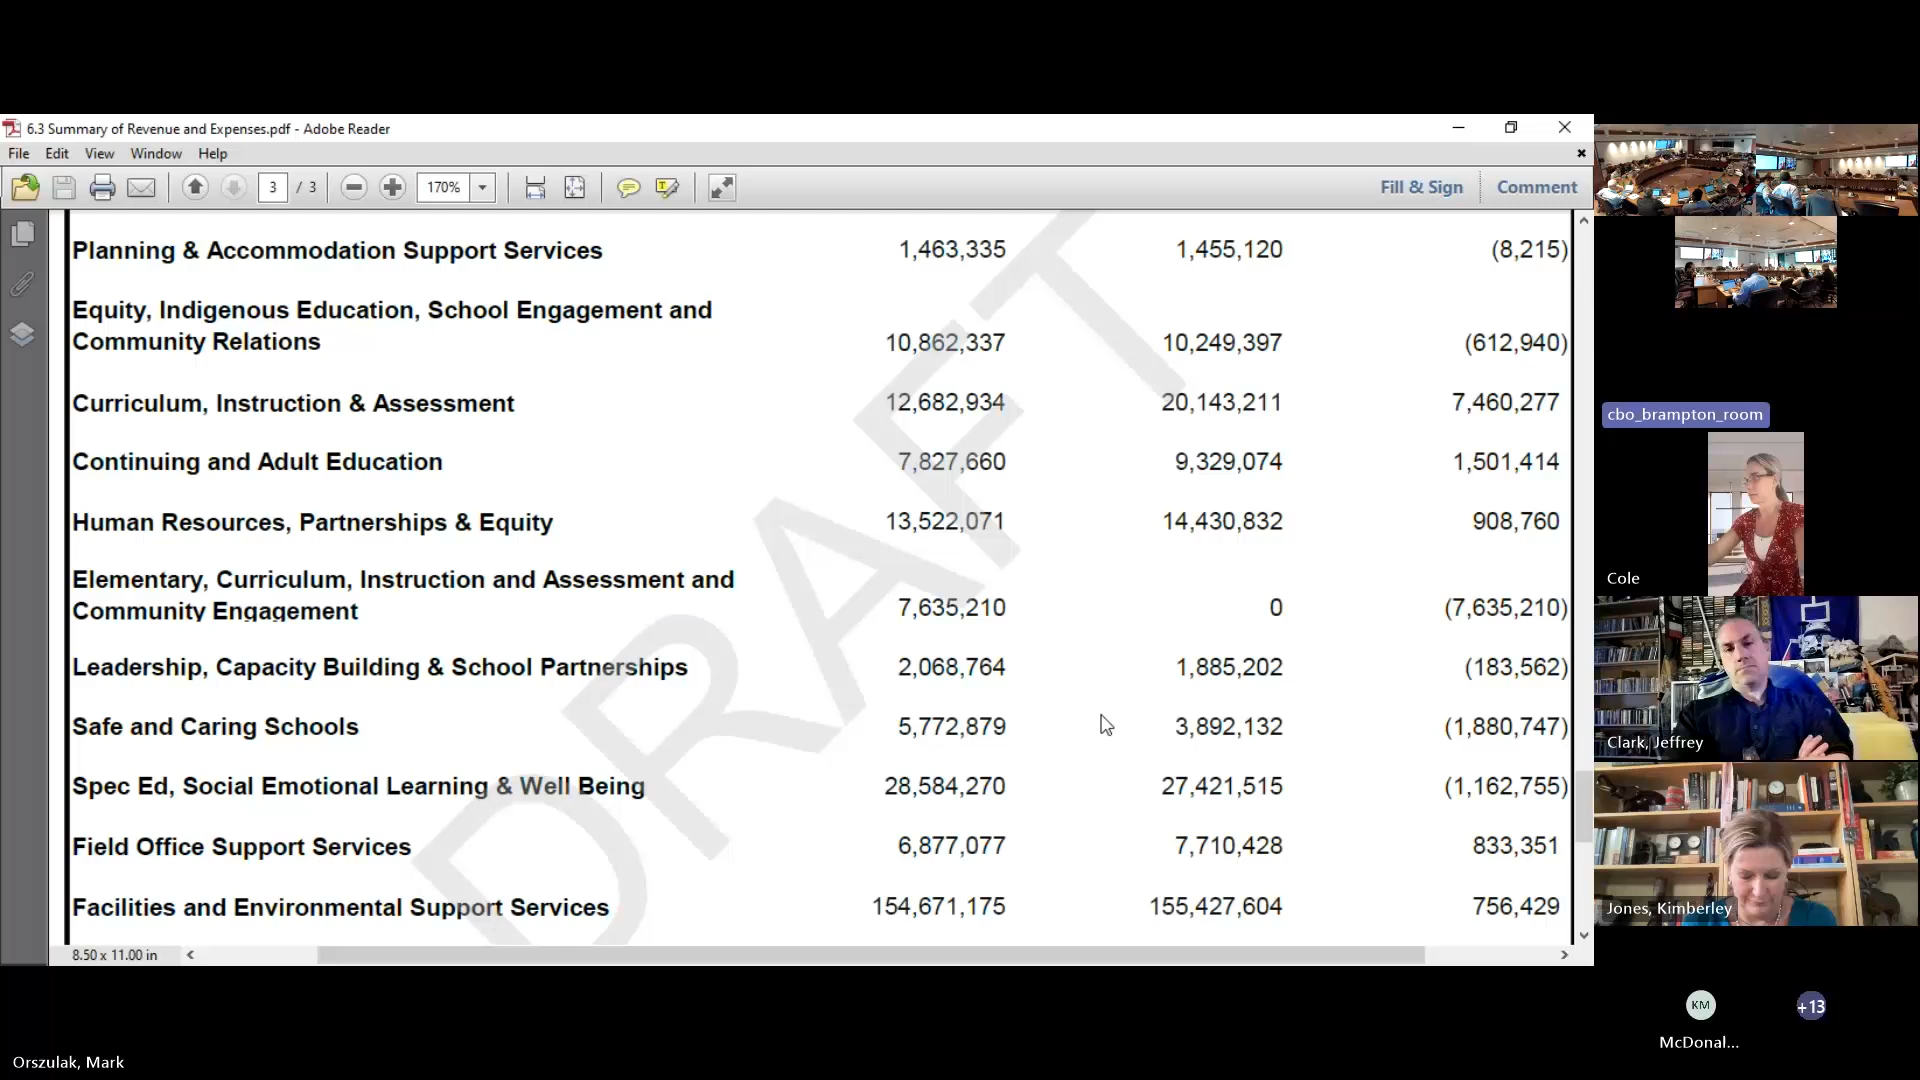 6.3 Summary of Revenue and Expenses.pdf - Adobe Reader
File Edit View Window Help
3 / 3 170% Fill & Sign Comment
Planning & Accommodation Support Services 1,463,335 1,455,120 (8,215)
Equity, Indigenous Education, School Engagement and
Community Relations 10,862,337 10,249,397 (612,940)
Curriculum, Instruction & Assessment 12,682,934 20,143,211 7,460,277
Continuing and Adult Education 7,827,660 9,329,074 1,501,414
Human Resources, Partnerships & Equity 13,522,071 14,430,832 908,760
Elementary, Curriculum, Instruction and Assessment and
Community Engagement 7,635,210 0 (7,635,210)
Leadership, Capacity Building & School Partnerships 2,068,764 1,885,202 (183,562)
Safe and Caring Schools 5,772,879 3,892,132 (1,880,747)
Spec Ed, Social Emotional Learning & Well Being 28,584,270 27,421,515 (1,162,755)
Field Office Support Services 6,877,077 7,710,428 833,351
Facilities and Environmental Support Services 154,671,175 155,427,604 756,429
DRAFT
8.50 x 11.00 in
cbo_brampton_room
Cole
Clark, Jeffrey
Jones, Kimberley
KM
+13
McDonal...
Orszulak, Mark